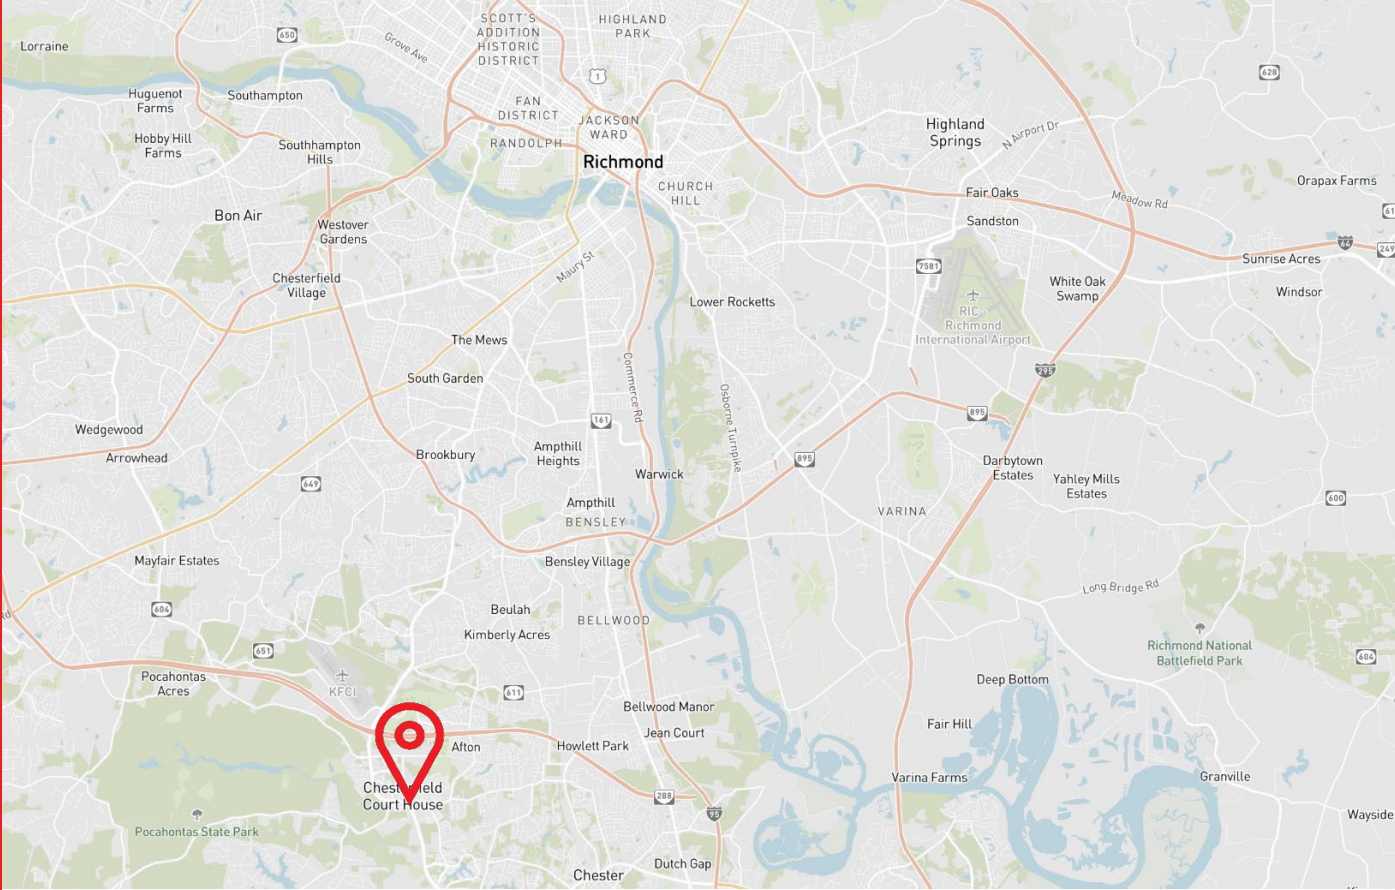 SCOTT'S
ADDITION
HISTORIC
DISTRICT
HIGHLAND
PARK
Lorraine
650
Grove Ave
1
628
Huguenot
Farms
Southampton
FAN
DISTRICT
JACKSON
WARD
Highland
Springs
N Airport Dr
Hobby Hill
Farms
Southhampton
Hills
RANDOLPH
Richmond
CHURCH
HILL
Fair Oaks
Orapax Farms
Meadow Rd
61
Bon Air
Westover
Gardens
Sandston
64
249
Maury St
7581
Sunrise Acres
Chesterfield
Village
White Oak
Swamp
Windsor
Lower Rocketts
RIC -
Richmond
International Airport
The Mews
South Garden
Commerce Rd
295
Osborne Turnpike
161
895
Wedgewood
Arrowhead
Brookbury
Ampthill
Heights
895
Darbytown
Estates
Warwick
649
Yahley Mills
Estates
600
Ampthill
BENSLEY
VARINA
Mayfair Estates
Bensley Village
Long Bridge Rd
604
Rd
Beulah
BELLWOOD
Kimberly Acres
651
Richmond National
Battlefield Park
604
Pocahontas
Acres
KFCI
611
Deep Bottom
Bellwood Manor
Fair Hill
Jean Court
Afton
Howlett Park
Varina Farms
Granville
Chesterfield
Court House
288
95
Wayside
Pocahontas State Park
Dutch Gap
Chester